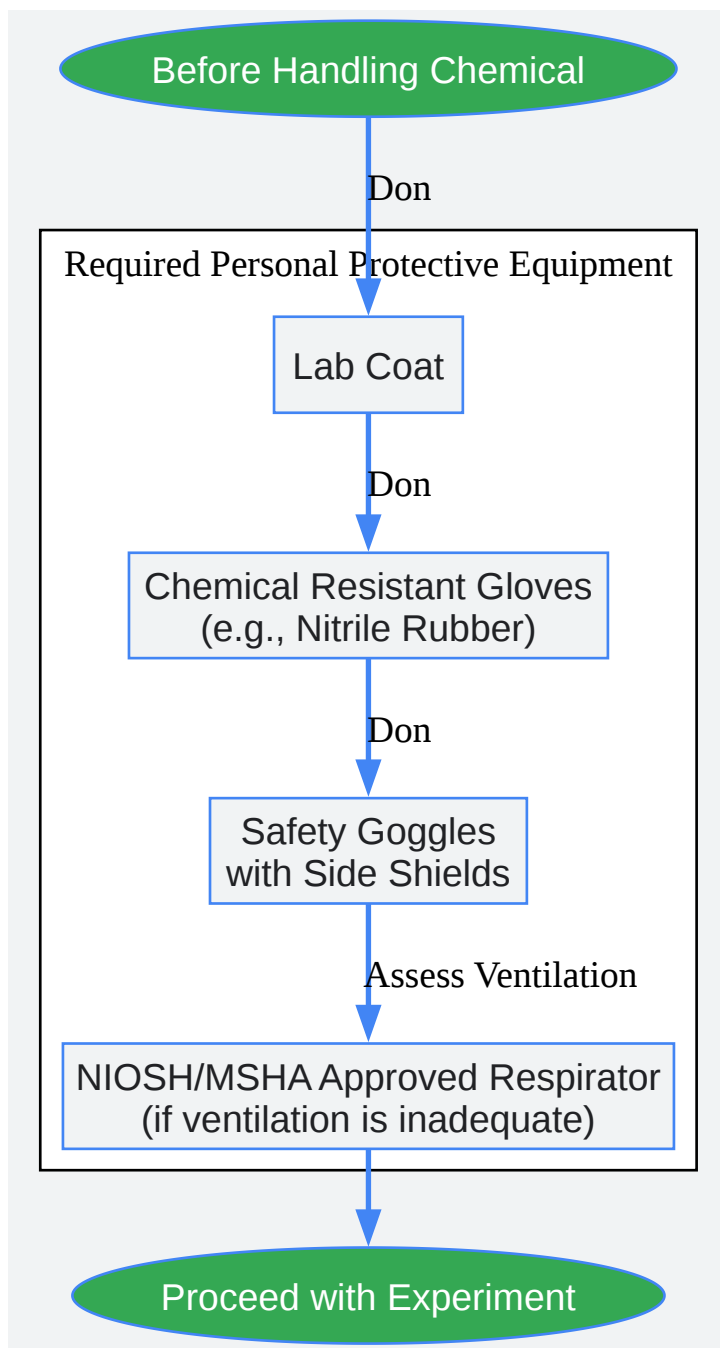 Before Handling Chemical
Don
Required Personal Protective Equipment
Lab Coat
Don
Chemical Resistant Gloves
(e.g., Nitrile Rubber)
Don
Safety Goggles
with Side Shields
Assess Ventilation
NIOSH/MSHA Approved Respirator
(if ventilation is inadequate)
Proceed with Experiment